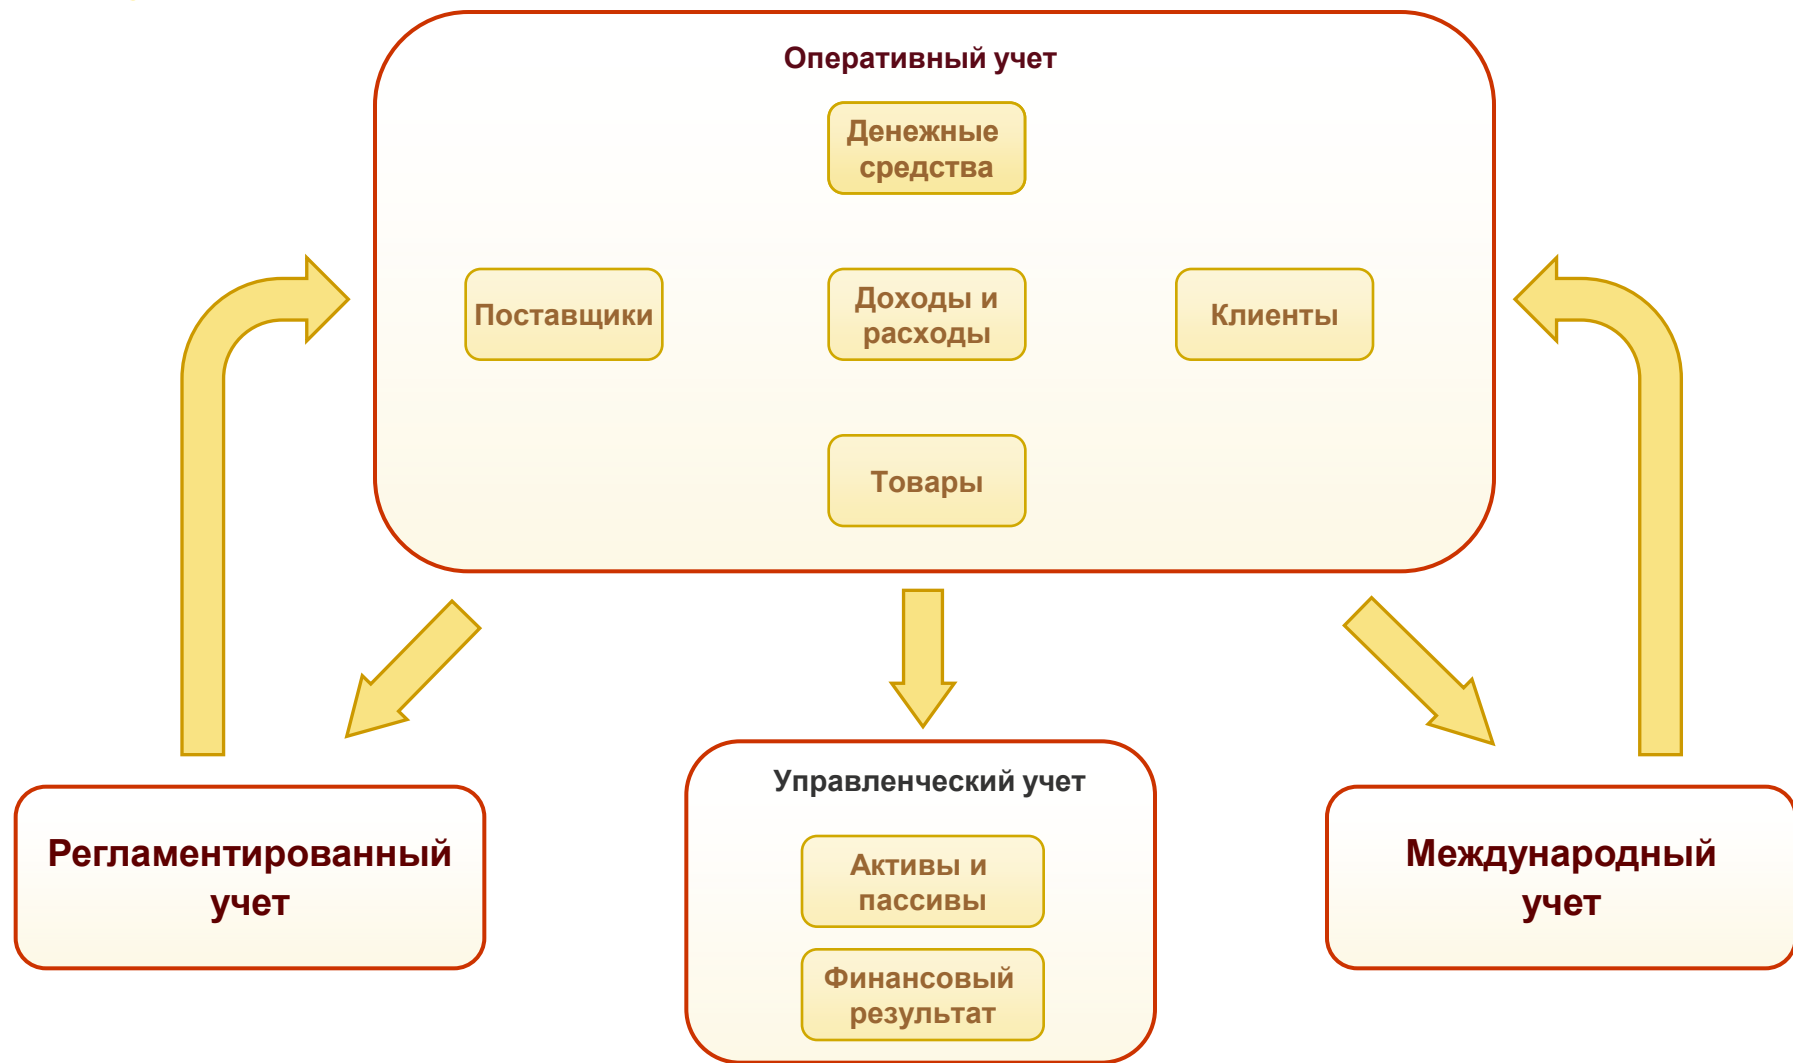 Оперативный учет
Денежные
средства
Поставщики
Доходы и
расходы
Клиенты
Товары
Регламентированный
учет
Управленческий учет
Активы и
пассивы
Финансовый
результат
Международный
учет